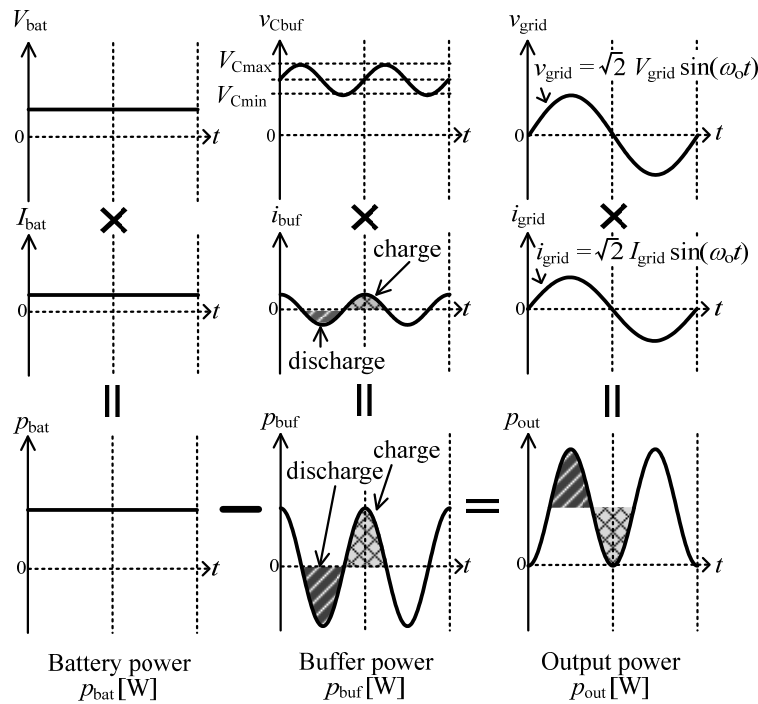 V_bat
0
t
v_Cbuf
V_Cmax
V_Cmin
0
t
v_grid
v_grid = √2 V_grid sin(ω_o t)
0
t
×
×
×
I_bat
0
t
i_buf
charge
0
t
discharge
i_grid
i_grid = √2 I_grid sin(ω_o t)
0
t
=
=
=
p_bat
0
t
−
p_buf
discharge
charge
0
t
=
p_out
0
t
Battery power
p_bat [W]
Buffer power
p_buf [W]
Output power
p_out [W]